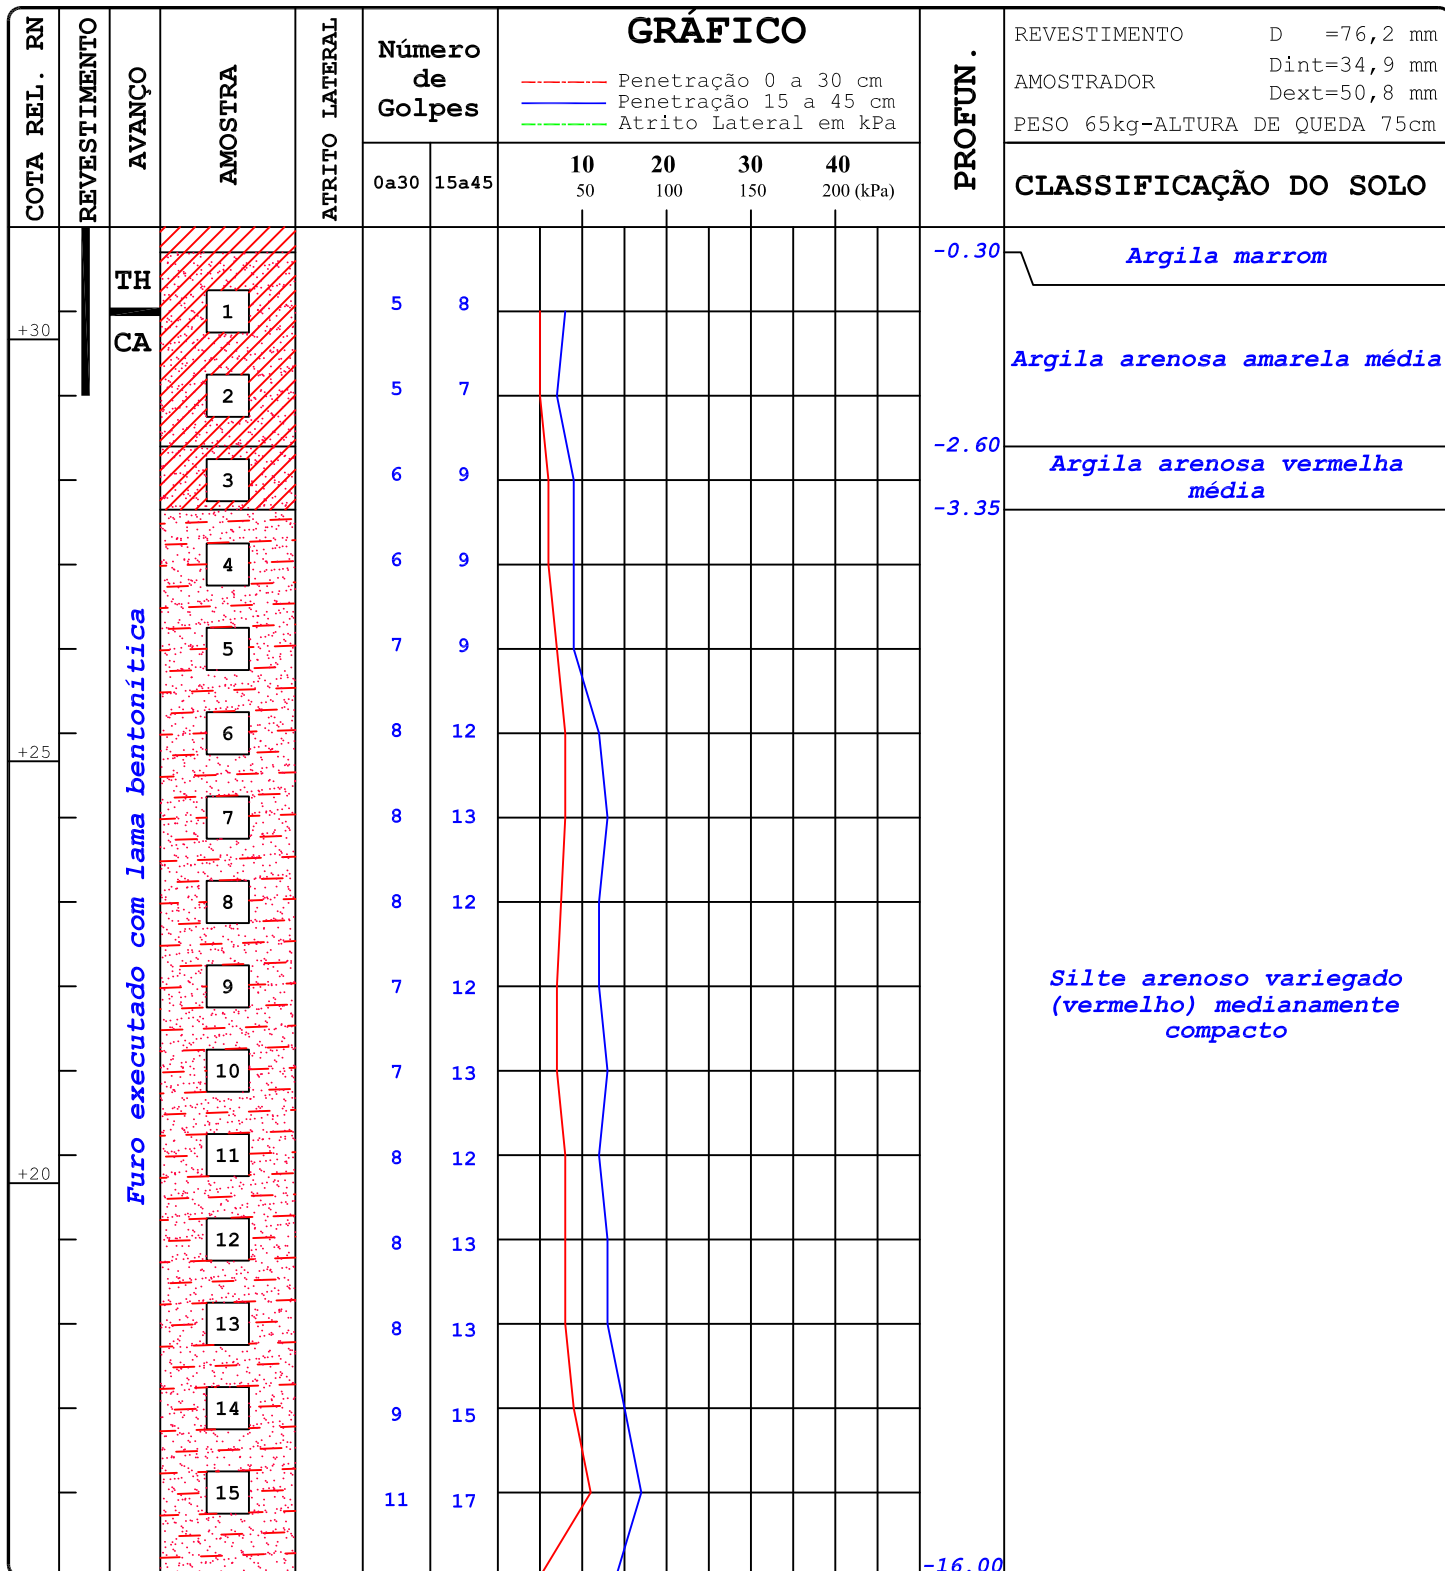 COTA REL. RN
REVESTIMENTO
AVANÇO
AMOSTRA
ATRITO LATERAL
Número
de
Golpes
0a30
15a45
GRÁFICO
Penetração 0 a 30 cm
Penetração 15 a 45 cm
Atrito Lateral em kPa
10 20 30 40
50 100 150 200 (kPa)
PROFUN.
REVESTIMENTO D =76,2 mm
Dint=34,9 mm
AMOSTRADOR
Dext=50,8 mm
PESO 65kg-ALTURA DE QUEDA 75cm
CLASSIFICAÇÃO DO SOLO
-0.30
Argila marrom
TH
1 5 8
+30
CA
Argila arenosa amarela média
2 5 7
-2.60
Argila arenosa vermelha
média
3 6 9
-3.35
4 6 9
Furo executado com lama bentonítica
5 7 9
6 8 12
+25
7 8 13
8 8 12
9 7 12
Silte arenoso variegado
(vermelho) medianamente
compacto
10 7 13
11 8 12
+20
12 8 13
13 8 13
14 9 15
15 11 17
-16.00